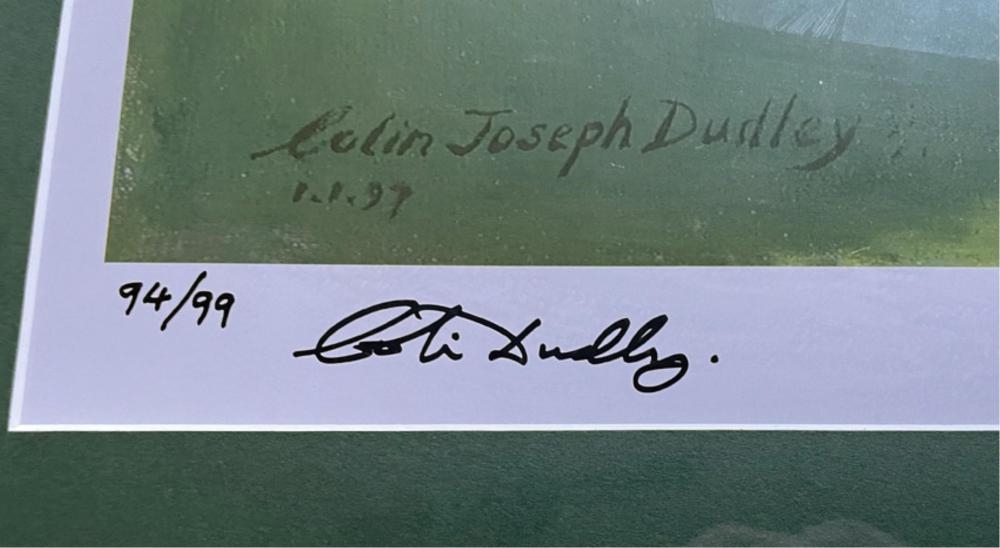 Colin Joseph Dudley
1.1.97
94/99
Colin Dudley.